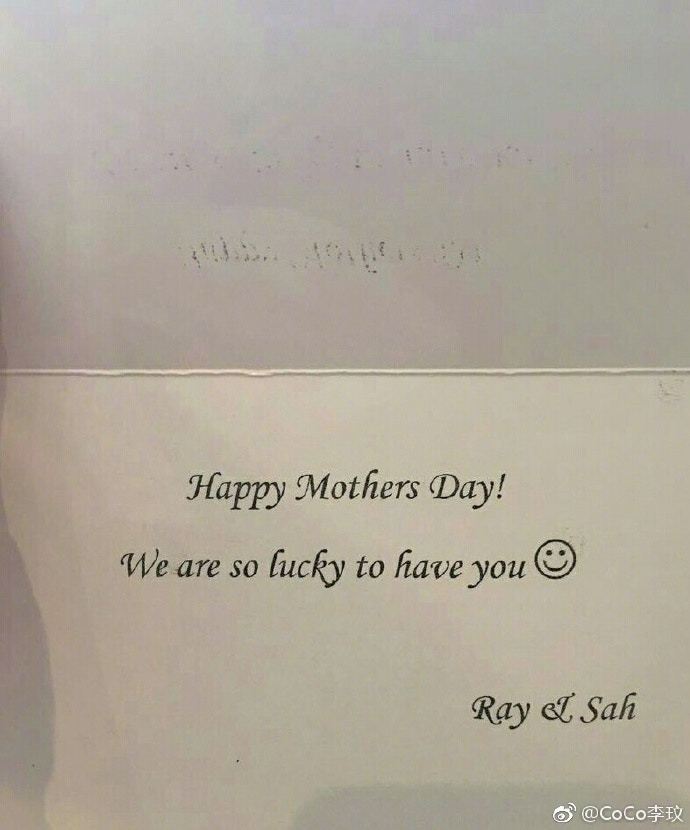 Happy Mothers Day!
We are so lucky to have you ☺
Ray & Sah
@CoCo李玟